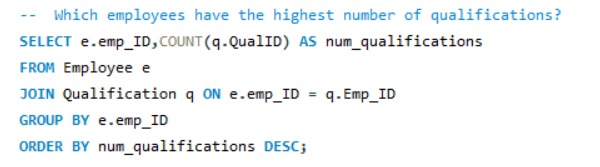 --  Which employees have the highest number of qualifications?
SELECT e.emp_ID,COUNT(q.QualID) AS num_qualifications
FROM Employee e
JOIN Qualification q ON e.emp_ID = q.Emp_ID
GROUP BY e.emp_ID
ORDER BY num_qualifications DESC;